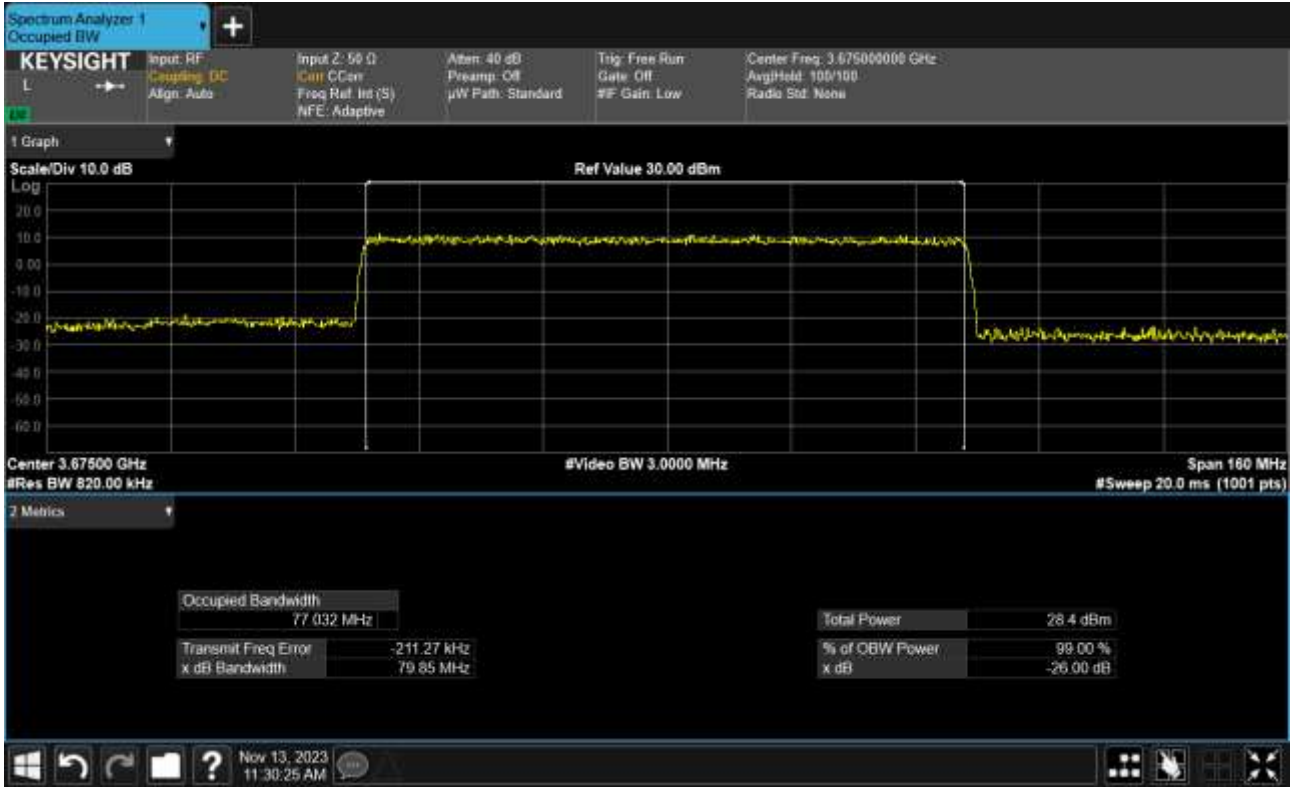 Spectrum Analyzer 1
Occupied BW
+
KEYSIGHT
L
Input: RF
Coupling: DC
Align: Auto
Input Z: 50 Ω
Corr CCorr
Freq Ref: Int (S)
NFE: Adaptive
Atten: 40 dB
Preamp: Off
µW Path: Standard
Trig: Free Run
Gate: Off
#IF Gain: Low
Center Freq: 3.675000000 GHz
Avg|Hold: 100/100
Radio Std: None
1 Graph
Scale/Div 10.0 dB
Ref Value 30.00 dBm
Log
20.0
10.0
0.00
-10.0
-20.0
-30.0
-40.0
-50.0
-60.0
Center 3.67500 GHz
#Video BW 3.0000 MHz
Span 160 MHz
#Res BW 820.00 kHz
#Sweep 20.0 ms (1001 pts)
2 Metrics
Occupied Bandwidth
77.032 MHz
Total Power 28.4 dBm
Transmit Freq Error -211.27 kHz
% of OBW Power 99.00 %
x dB Bandwidth 79.85 MHz
x dB -26.00 dB
?
Nov 13, 2023
11:30:25 AM